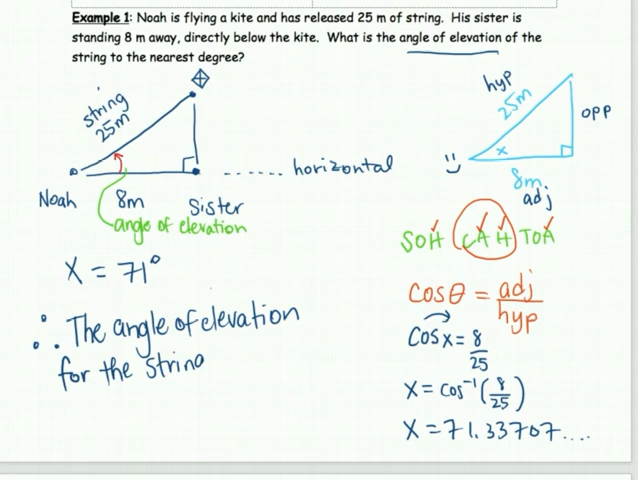 Example 1: Noah is flying a kite and has released 25 m of string. His sister is
standing 8 m away, directly below the kite. What is the angle of elevation of the
string to the nearest degree?
string
25m
horizontal
Noah
8m
Sister
angle of elevation
hyp
25m
opp
x
8m
adj
SOH CAH TOA
X = 71°
∴ The angle of elevation
for the Strina
Cosθ = adj/hyp
Cosx = 8/25
X = cos⁻¹(8/25)
X = 71.33707....